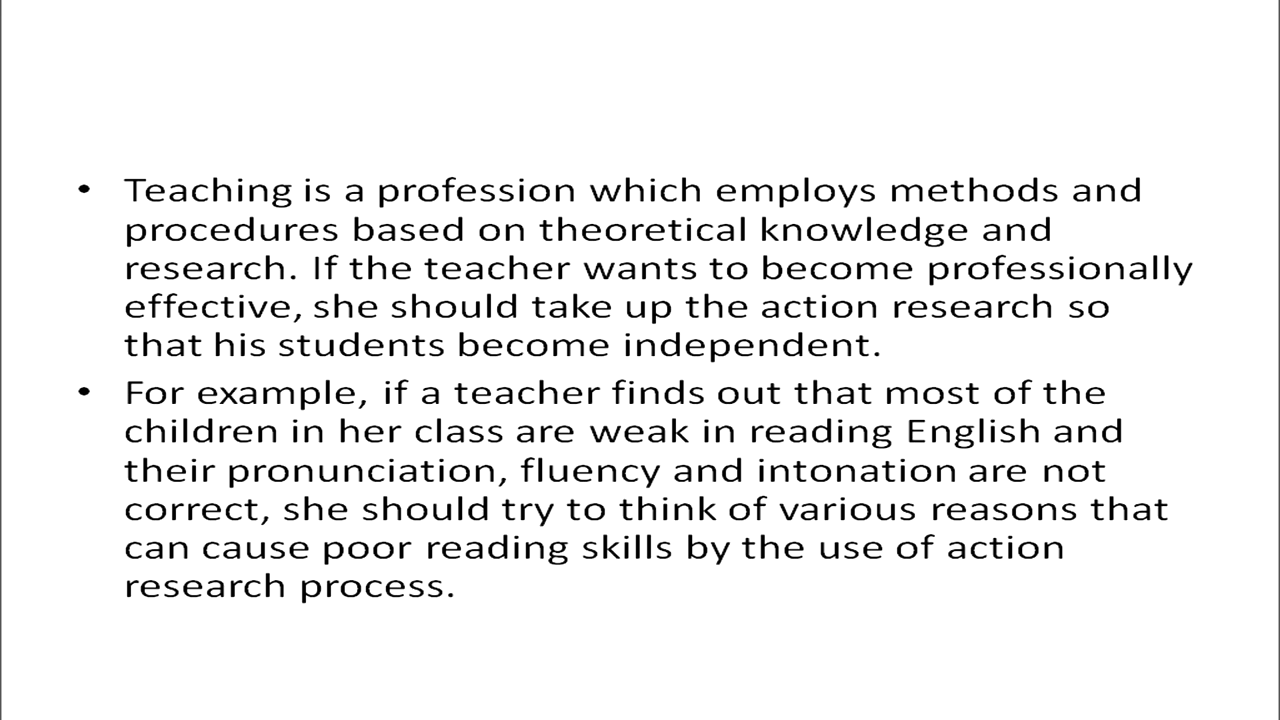 • Teaching is a profession which employs methods and
procedures based on theoretical knowledge and
research. If the teacher wants to become professionally
effective, she should take up the action research so
that his students become independent.
• For example, if a teacher finds out that most of the
children in her class are weak in reading English and
their pronunciation, fluency and intonation are not
correct, she should try to think of various reasons that
can cause poor reading skills by the use of action
research process.